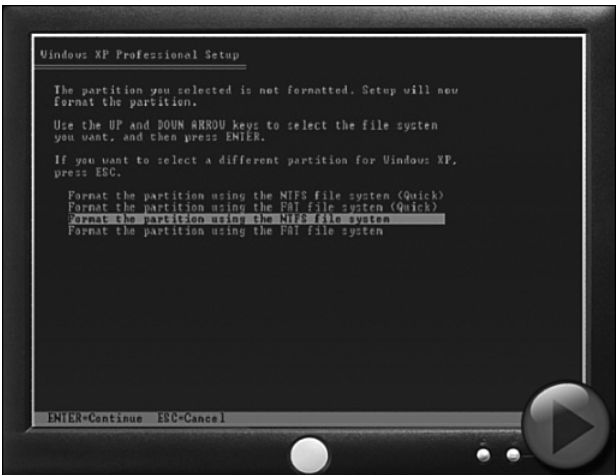 Windows XP Professional Setup
The partition you selected is not formatted. Setup will now
format the partition.
Use the UP and DOWN ARROW keys to select the file system
you want, and then press ENTER.
If you want to select a different partition for Windows XP,
press ESC.
Format the partition using the NTFS file system (Quick)
Format the partition using the FAT file system (Quick)
Format the partition using the NTFS file system
Format the partition using the FAT file system
ENTER=Continue ESC=Cancel